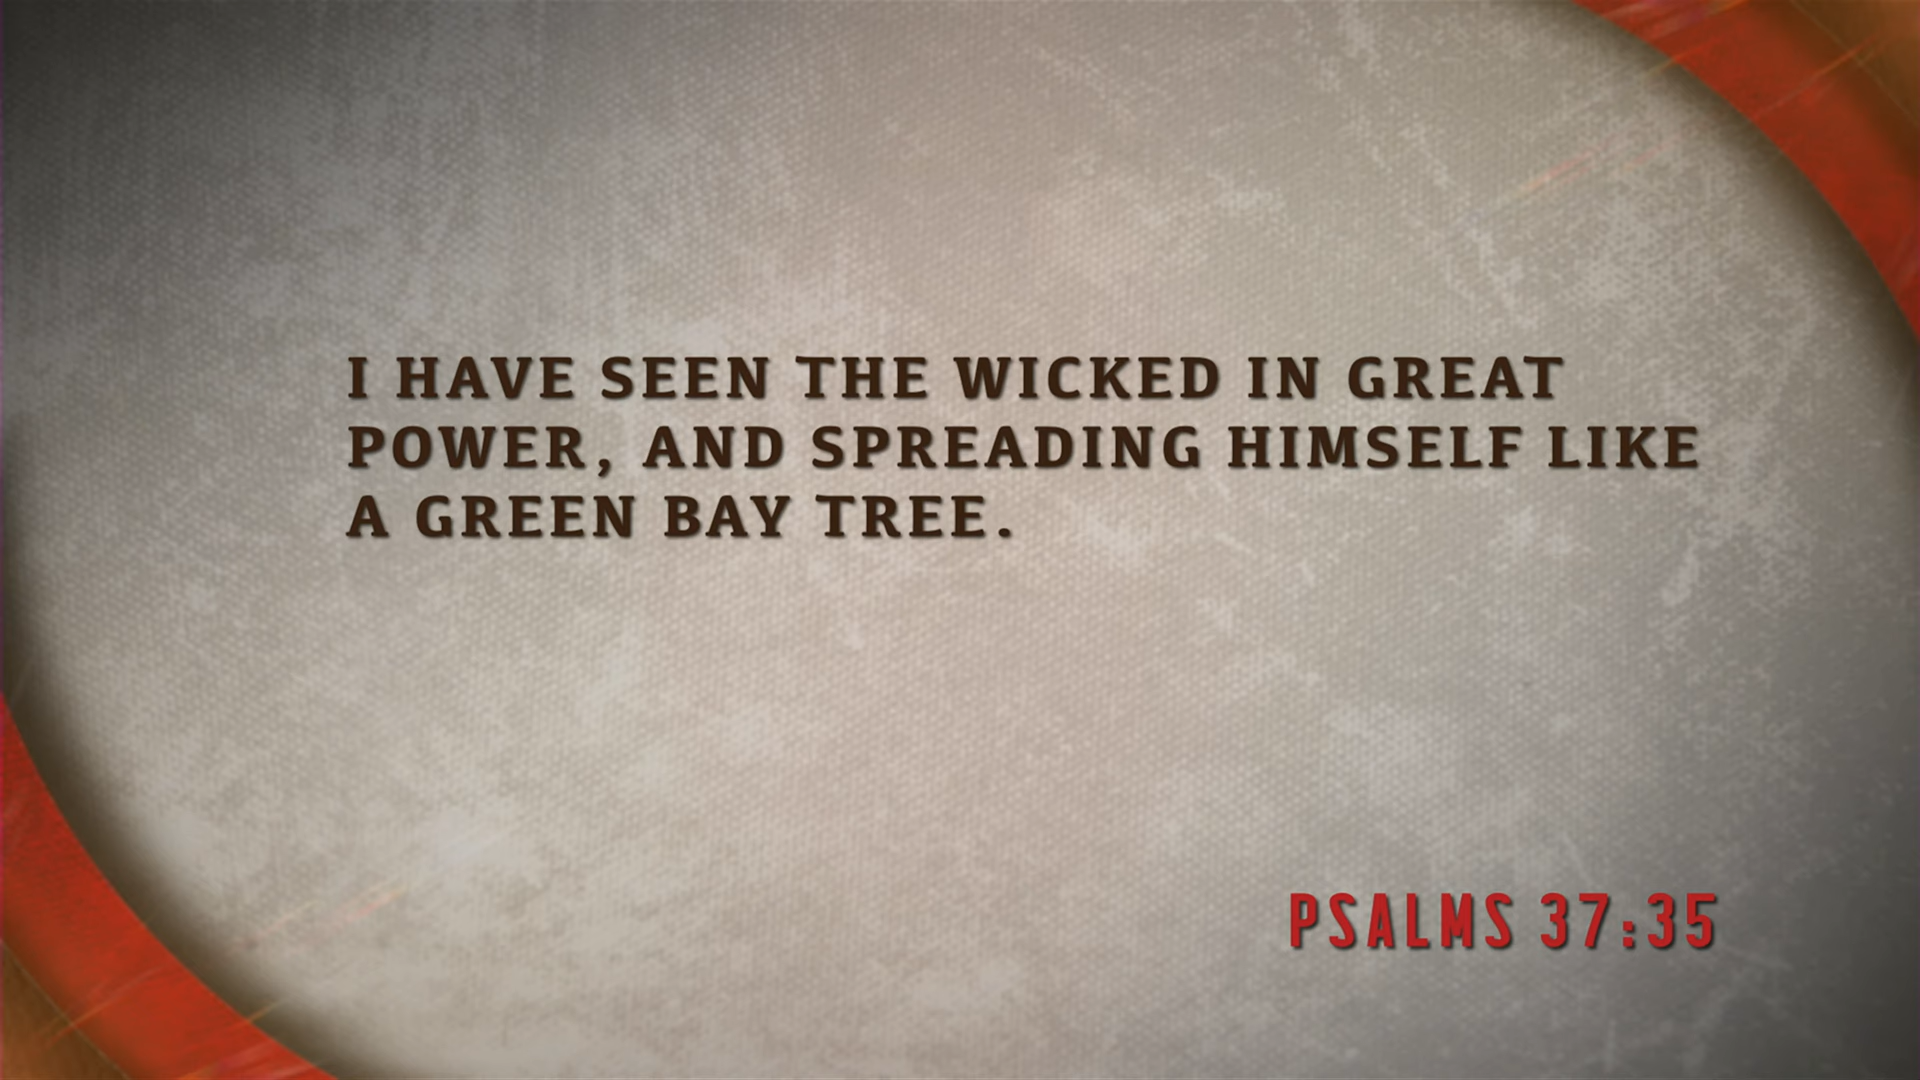 I HAVE SEEN THE WICKED IN GREAT
POWER, AND SPREADING HIMSELF LIKE
A GREEN BAY TREE.
PSALMS 37:35